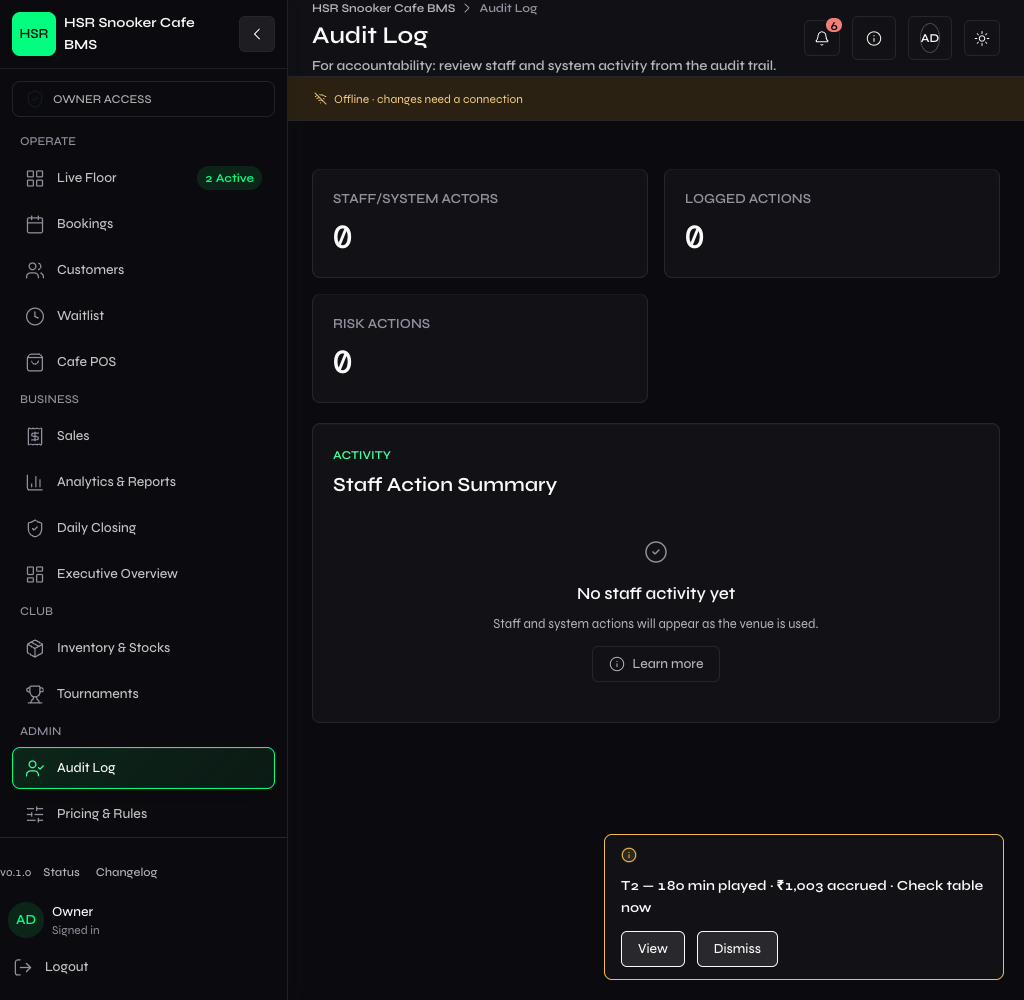 HSR
HSR Snooker Cafe
BMS
OWNER ACCESS
OPERATE
Live Floor
2 Active
Bookings
Customers
Waitlist
Cafe POS
BUSINESS
Sales
Analytics & Reports
Daily Closing
Executive Overview
CLUB
Inventory & Stocks
Tournaments
ADMIN
Audit Log
Pricing & Rules
v0.1.0 Status Changelog
AD
Owner
Signed in
Logout
HSR Snooker Cafe BMS > Audit Log
Audit Log
For accountability: review staff and system activity from the audit trail.
6
AD
Offline · changes need a connection
STAFF/SYSTEM ACTORS
0
LOGGED ACTIONS
0
RISK ACTIONS
0
ACTIVITY
Staff Action Summary
No staff activity yet
Staff and system actions will appear as the venue is used.
Learn more
T2 — 180 min played · ₹1,003 accrued · Check table
now
View Dismiss